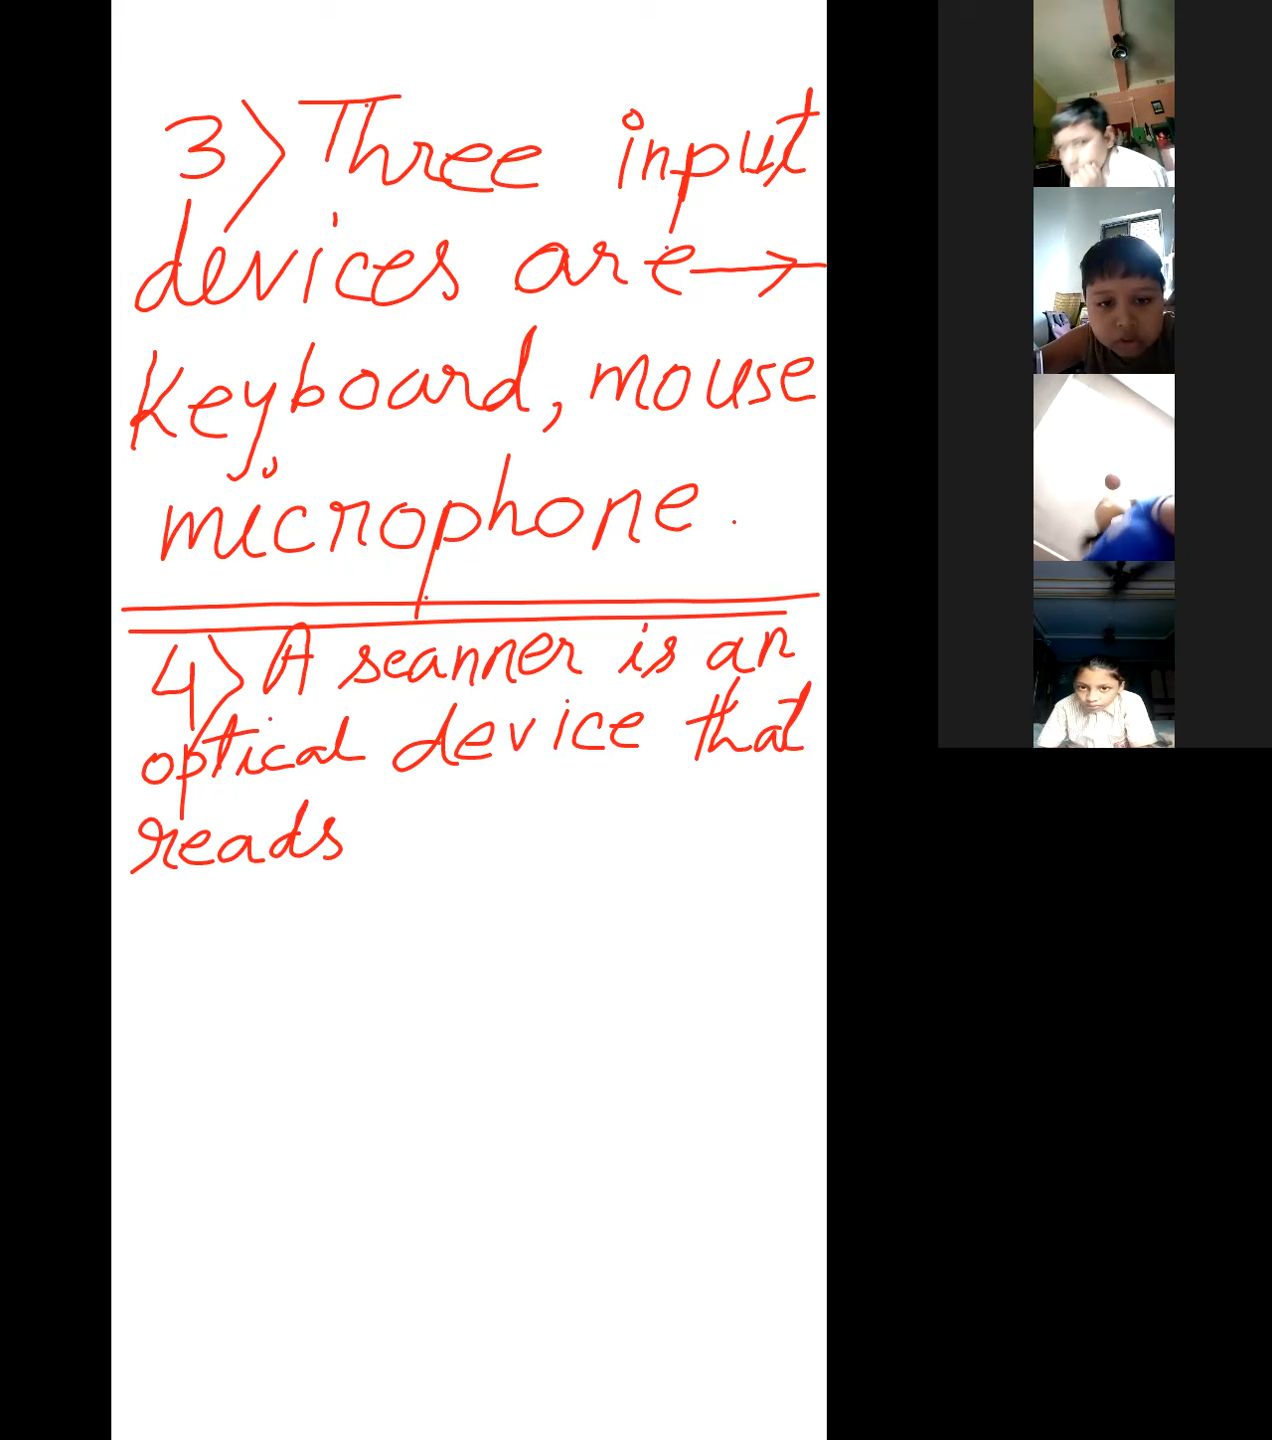 3> Three input
devices are →
keyboard, mouse
microphone.
4> A scanner is an
optical device that
reads